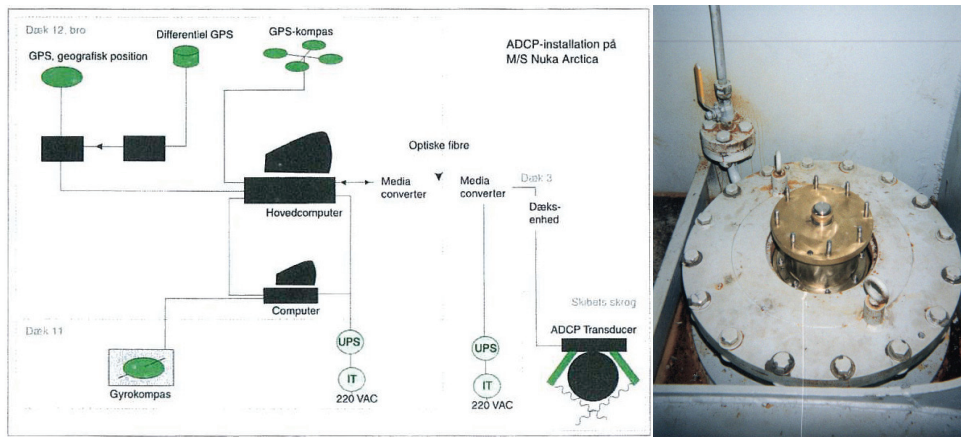 Dæk 12, bro
GPS, geografisk position
Differentiel GPS
GPS-kompas
ADCP-installation på
M/S Nuka Arctica
Optiske fibre
Media
converter
Media
converter
Dæk 3
Dæks-
enhed
Hovedcomputer
Computer
Skibets skrog
ADCP Transducer
Dæk 11
Gyrokompas
UPS
IT
220 VAC
UPS
IT
220 VAC